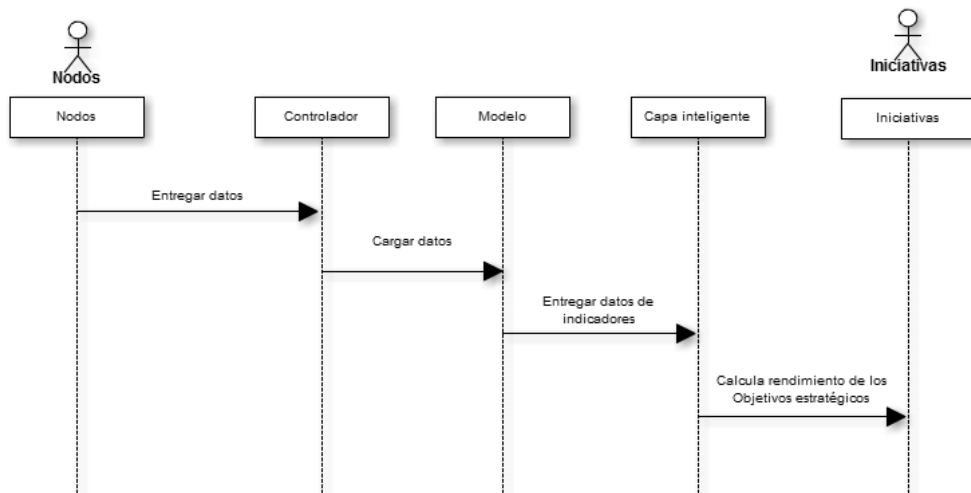 Nodos
Iniciativas
Nodos
Controlador
Modelo
Capa inteligente
Iniciativas
Entregar datos
Cargar datos
Entregar datos de
indicadores
Calcula rendimiento de los
Objetivos estratégicos